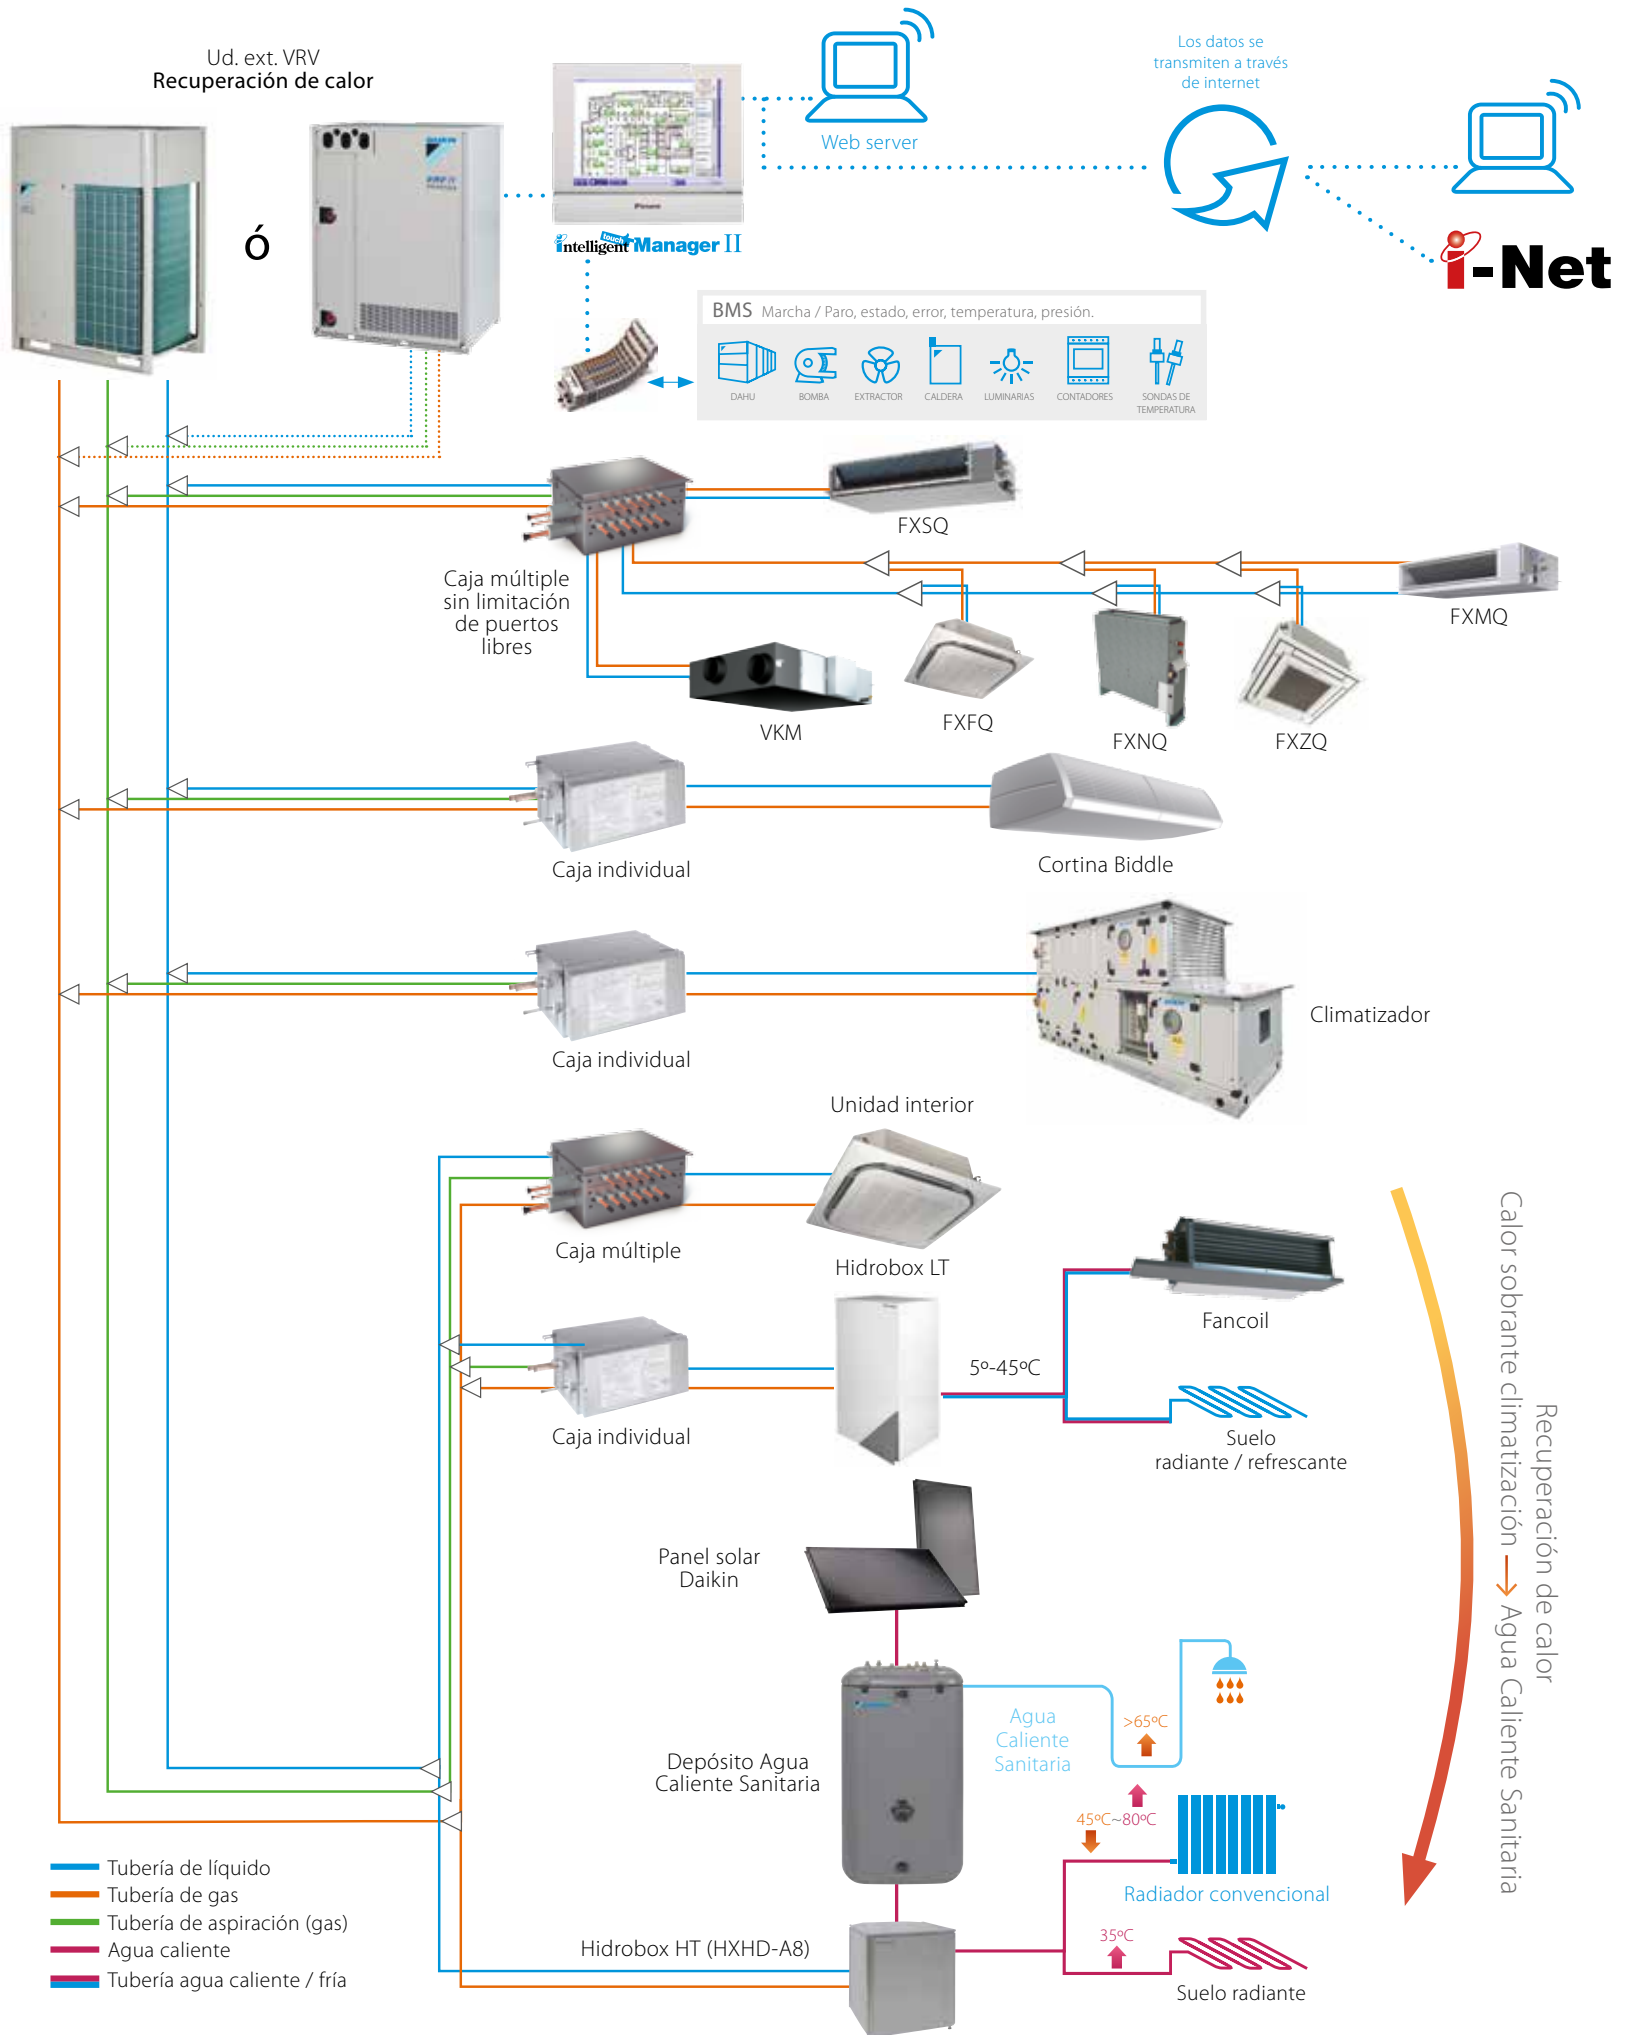 Ud. ext. VRV
Recuperación de calor
ó
intelligent touch Manager II
Web server
Los datos se
transmiten a través
de internet
i-Net
BMS Marcha / Paro, estado, error, temperatura, presión.
DAHU
BOMBA
EXTRACTOR
CALDERA
LUMINARIAS
CONTADORES
SONDAS DE
TEMPERATURA
FXSQ
Caja múltiple
sin limitación
de puertos
libres
FXMQ
VKM
FXFQ
FXNQ
FXZQ
Caja individual
Cortina Biddle
Caja individual
Climatizador
Unidad interior
Caja múltiple
Hidrobox LT
Fancoil
5º-45ºC
Caja individual
Suelo
radiante / refrescante
Panel solar
Daikin
Agua
Caliente
Sanitaria
>65ºC
Depósito Agua
Caliente Sanitaria
45ºC~80ºC
Radiador convencional
Hidrobox HT (HXHD-A8)
35ºC
Suelo radiante
Recuperación de calor
Calor sobrante climatización → Agua Caliente Sanitaria
Tubería de líquido
Tubería de gas
Tubería de aspiración (gas)
Agua caliente
Tubería agua caliente / fría